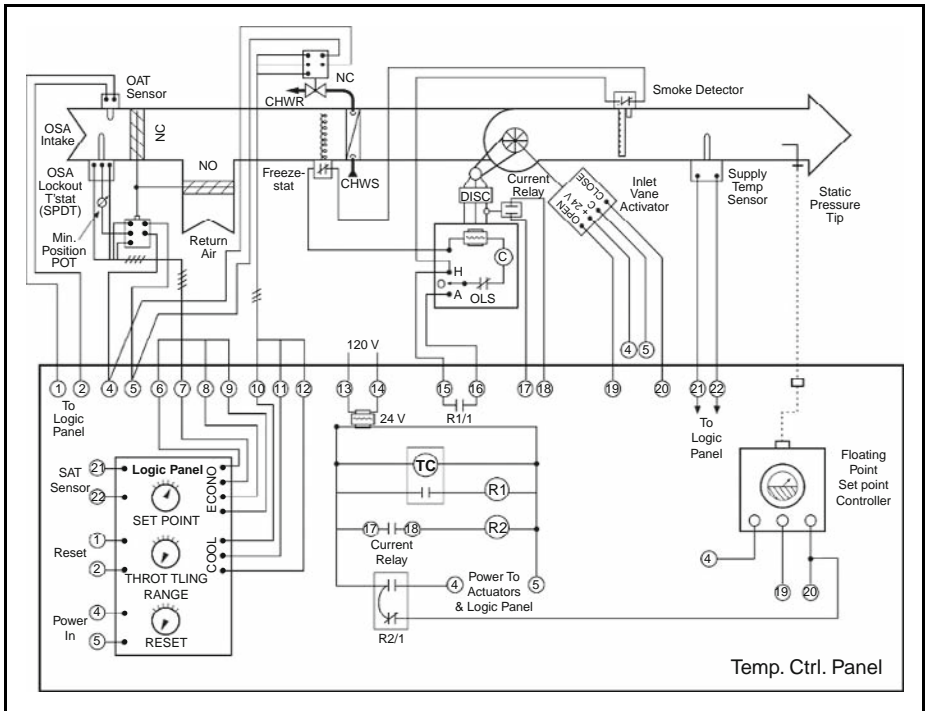 OAT
Sensor
NC
CHWR
Smoke Detector
OSA
Intake
NC
NO
OSA
Lockout
T'stat
(SPDT)
Freeze-
stat
CHWS
Current
Relay
DISC
CLOSE
C + 24 V
OPEN
Inlet
Vane
Activator
Supply
Temp
Sensor
Static
Pressure
Tip
Min.
Position
POT
Return
Air
C
H
O
OLS
A
4 5
120 V
1 2 4 5 6 7 8 9 10 11 12 13 14 15 16 17 18 19 20 21 22
To
Logic
Panel
24 V
R1/1
To
Logic
Panel
21
SAT
Sensor
22
Logic Panel
ECONO
SET POINT
TC
R1
Floating
Point
Set point
Controller
Reset
1
2
COOL
THROT TLING
RANGE
17 18
R2
Current
Relay
4
19 20
Power
In
4
5
RESET
4
Power To
Actuators
& Logic Panel
5
R2/1
Temp. Ctrl. Panel